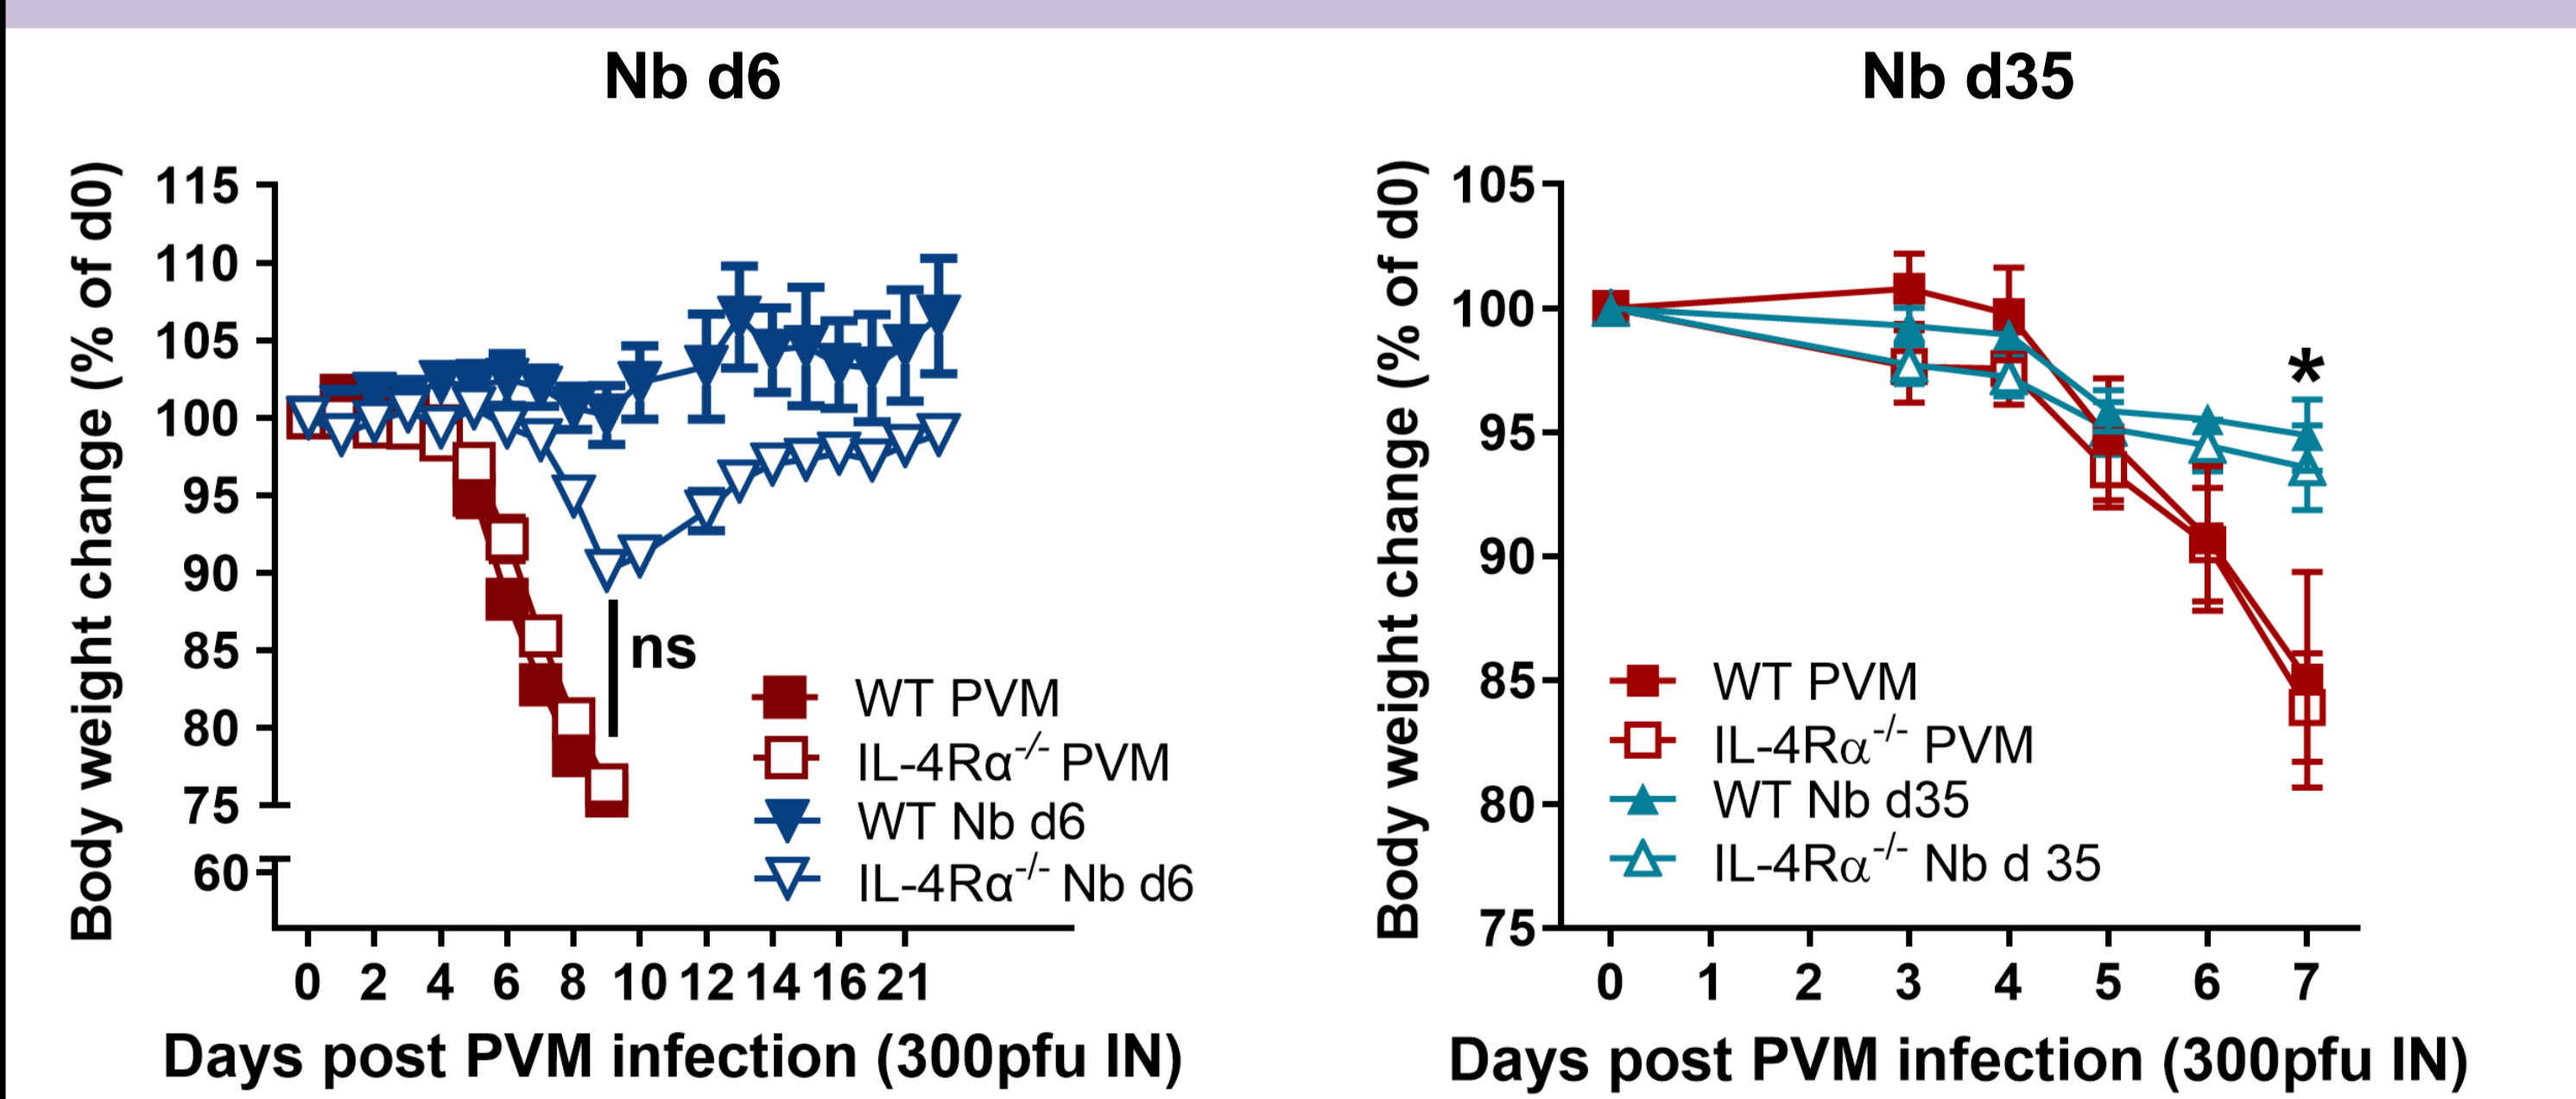 Nb d6
Body weight change (% of d0)
115
110
105
100
95
90
85
80
75
60
ns
WT PVM
IL-4Rα-/- PVM
WT Nb d6
IL-4Rα-/- Nb d6
0 2 4 6 8 10 12 14 16 21
Days post PVM infection (300pfu IN)
Nb d35
Body weight change (% of d0)
105
100
95
90
85
80
75
*
WT PVM
IL-4Rα-/- PVM
WT Nb d35
IL-4Rα-/- Nb d 35
0 1 2 3 4 5 6 7
Days post PVM infection (300pfu IN)